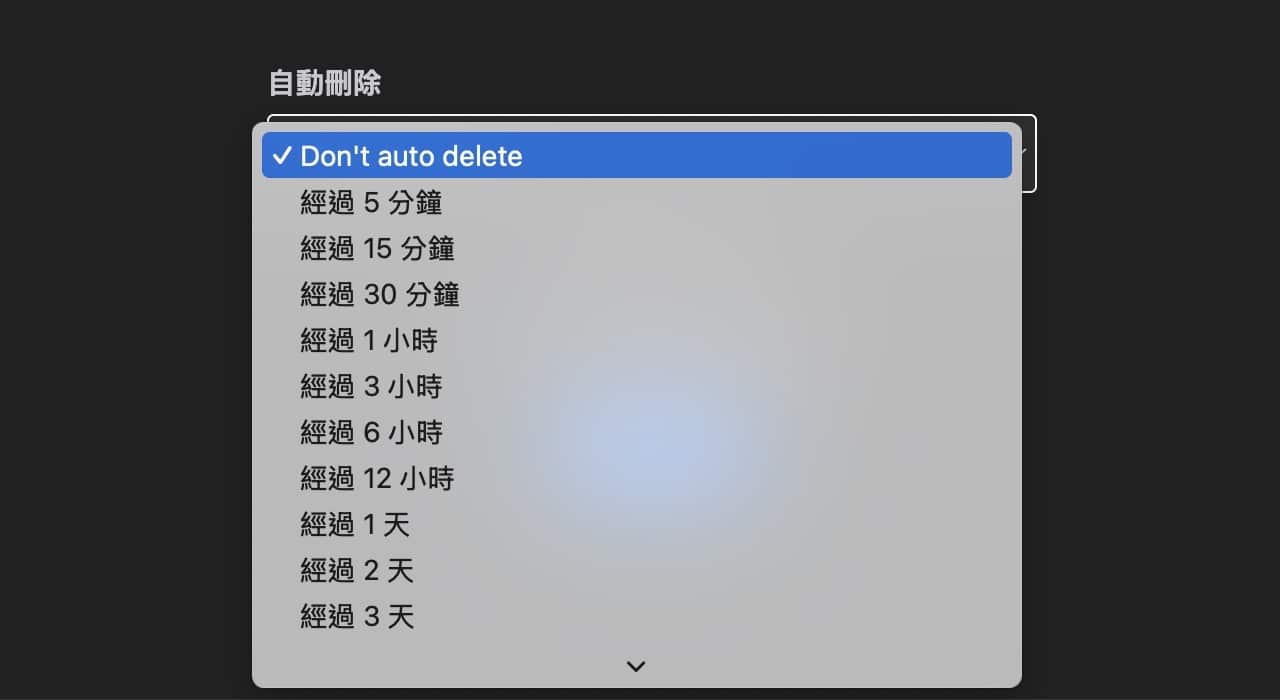 自動刪除
Don't auto delete
經過 5 分鐘
經過 15 分鐘
經過 30 分鐘
經過 1 小時
經過 3 小時
經過 6 小時
經過 12 小時
經過 1 天
經過 2 天
經過 3 天